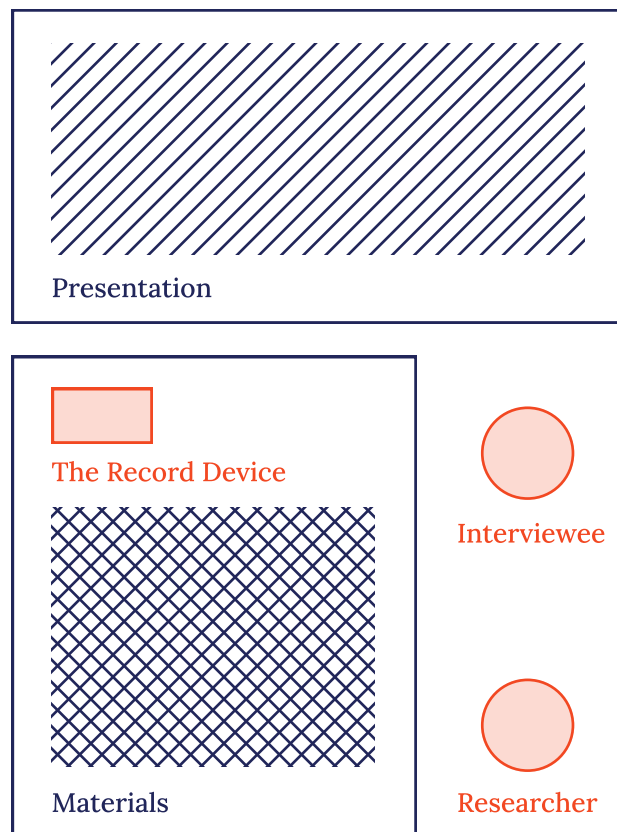 Presentation
The Record Device
Interviewee
Materials
Researcher